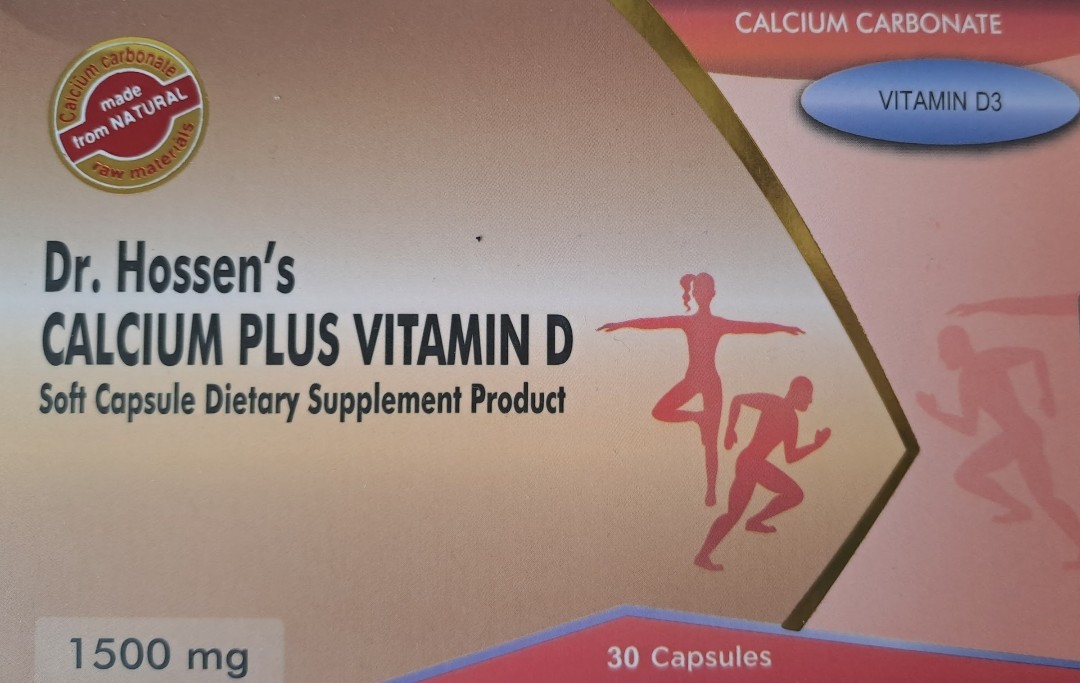 CALCIUM CARBONATE
VITAMIN D3
Calcium carbonate
made
from NATURAL
raw materials
Dr. Hossen's
CALCIUM PLUS VITAMIN D
Soft Capsule Dietary Supplement Product
1500 mg
30 Capsules